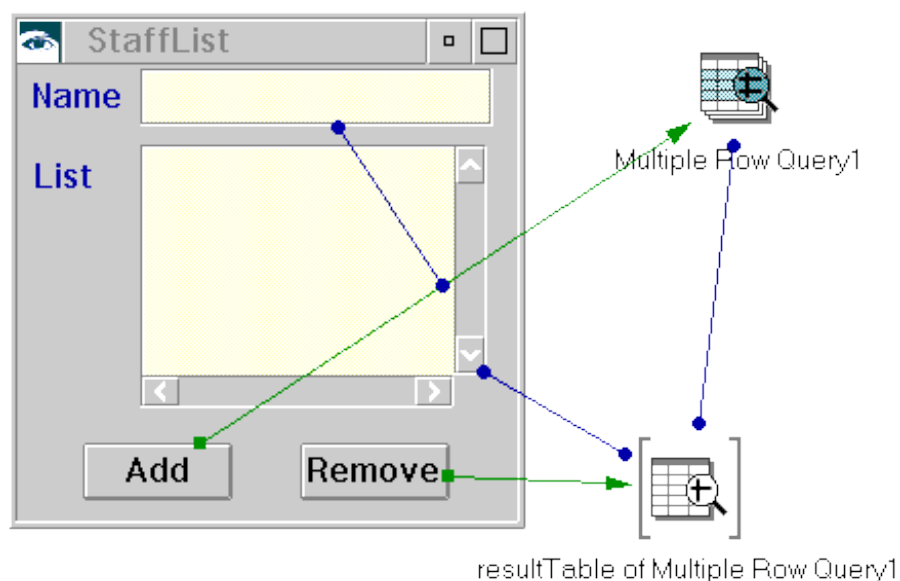 StaffList
Name
List
Add
Remove
Multiple Row Query1
resultTable of Multiple Row Query1